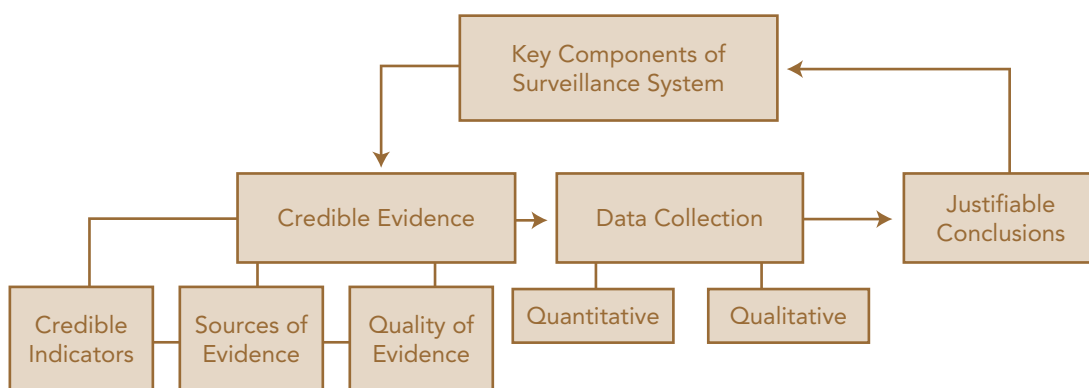 Key Components of
Surveillance System
Credible Evidence
Data Collection
Justifiable
Conclusions
Credible
Indicators
Sources of
Evidence
Quality of
Evidence
Quantitative
Qualitative